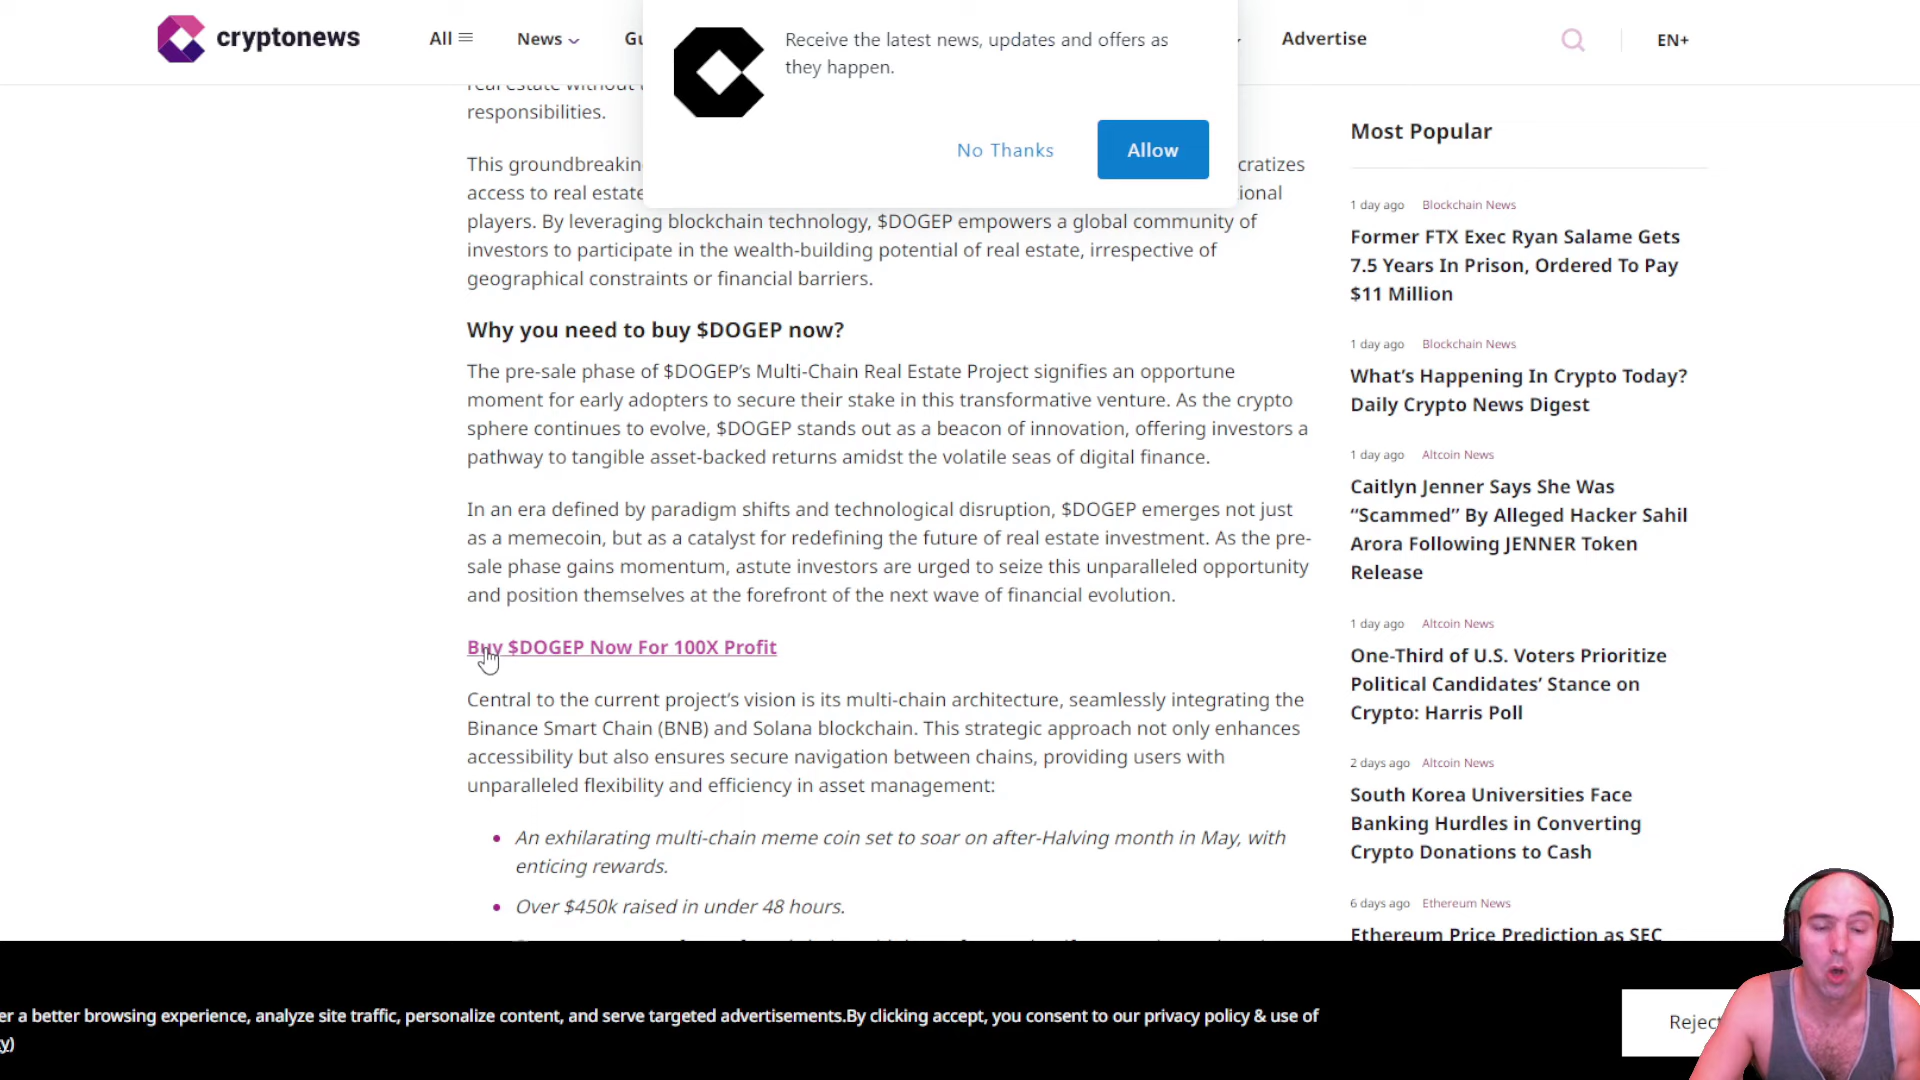 cryptonews
All
News
Advertise
EN+
Receive the latest news, updates and offers as
they happen.
No Thanks
Allow
real estate without
responsibilities.
This groundbreaking
cratizes
access to real estate
ional
players. By leveraging blockchain technology, $DOGEP empowers a global community of
investors to participate in the wealth-building potential of real estate, irrespective of
geographical constraints or financial barriers.
Why you need to buy $DOGEP now?
The pre-sale phase of $DOGEP’s Multi-Chain Real Estate Project signifies an opportune
moment for early adopters to secure their stake in this transformative venture. As the crypto
sphere continues to evolve, $DOGEP stands out as a beacon of innovation, offering investors a
pathway to tangible asset-backed returns amidst the volatile seas of digital finance.
In an era defined by paradigm shifts and technological disruption, $DOGEP emerges not just
as a memecoin, but as a catalyst for redefining the future of real estate investment. As the pre-
sale phase gains momentum, astute investors are urged to seize this unparalleled opportunity
and position themselves at the forefront of the next wave of financial evolution.
Buy $DOGEP Now For 100X Profit
Central to the current project’s vision is its multi-chain architecture, seamlessly integrating the
Binance Smart Chain (BNB) and Solana blockchain. This strategic approach not only enhances
accessibility but also ensures secure navigation between chains, providing users with
unparalleled flexibility and efficiency in asset management:
• An exhilarating multi-chain meme coin set to soar on after-Halving month in May, with
enticing rewards.
• Over $450k raised in under 48 hours.
Most Popular
1 day ago Blockchain News
Former FTX Exec Ryan Salame Gets
7.5 Years In Prison, Ordered To Pay
$11 Million
1 day ago Blockchain News
What’s Happening In Crypto Today?
Daily Crypto News Digest
1 day ago Altcoin News
Caitlyn Jenner Says She Was
“Scammed” By Alleged Hacker Sahil
Arora Following JENNER Token
Release
1 day ago Altcoin News
One-Third of U.S. Voters Prioritize
Political Candidates’ Stance on
Crypto: Harris Poll
2 days ago Altcoin News
South Korea Universities Face
Banking Hurdles in Converting
Crypto Donations to Cash
6 days ago Ethereum News
Ethereum Price Prediction as SEC
er a better browsing experience, analyze site traffic, personalize content, and serve targeted advertisements.By clicking accept, you consent to our privacy policy & use of
y)
Reject